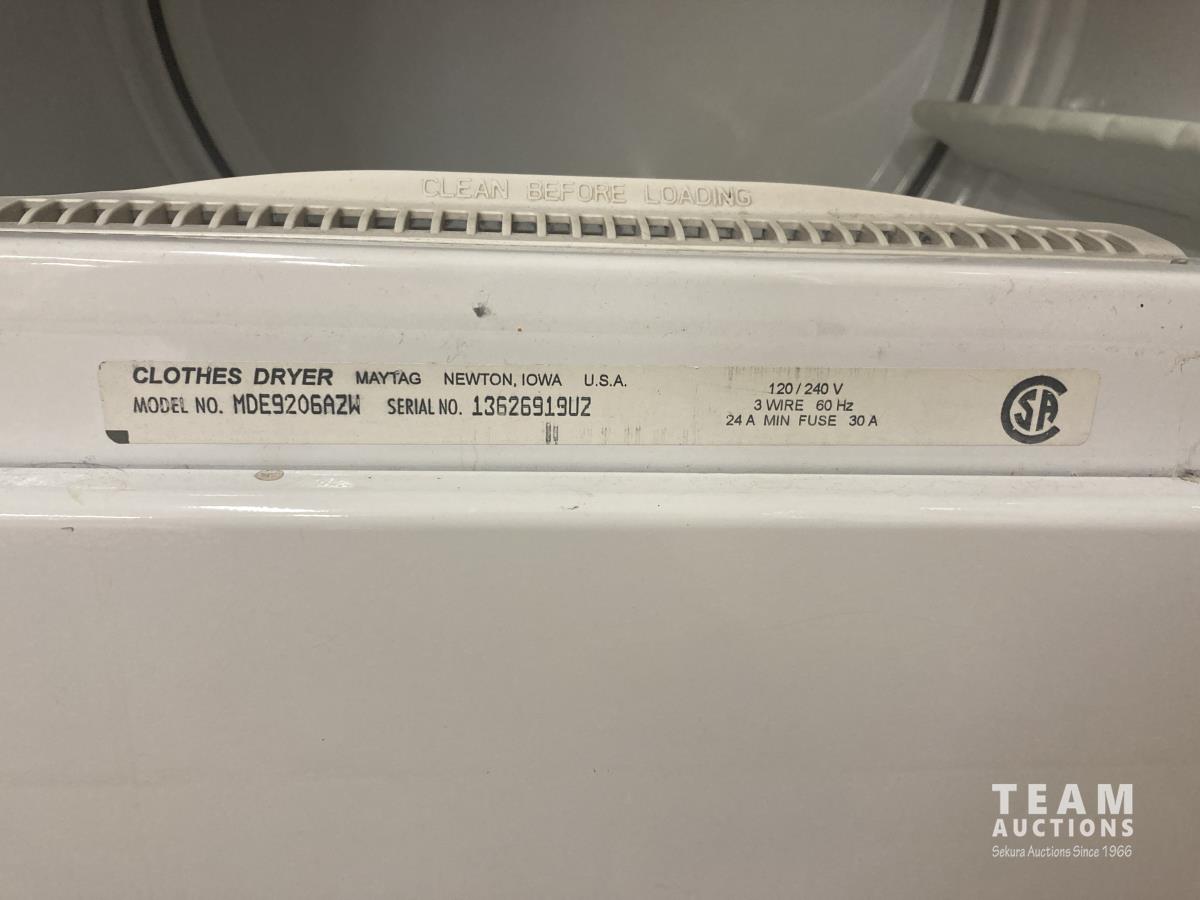 CLEAN BEFORE LOADING
CLOTHES DRYER MAYTAG NEWTON, IOWA U.S.A.
MODEL NO. MDE9206AZW SERIAL NO. 13626919UZ
120 / 240 V
3 WIRE 60 Hz
24 A MIN FUSE 30 A
CSA
TEAM
AUCTIONS
Sekura Auctions Since 1966